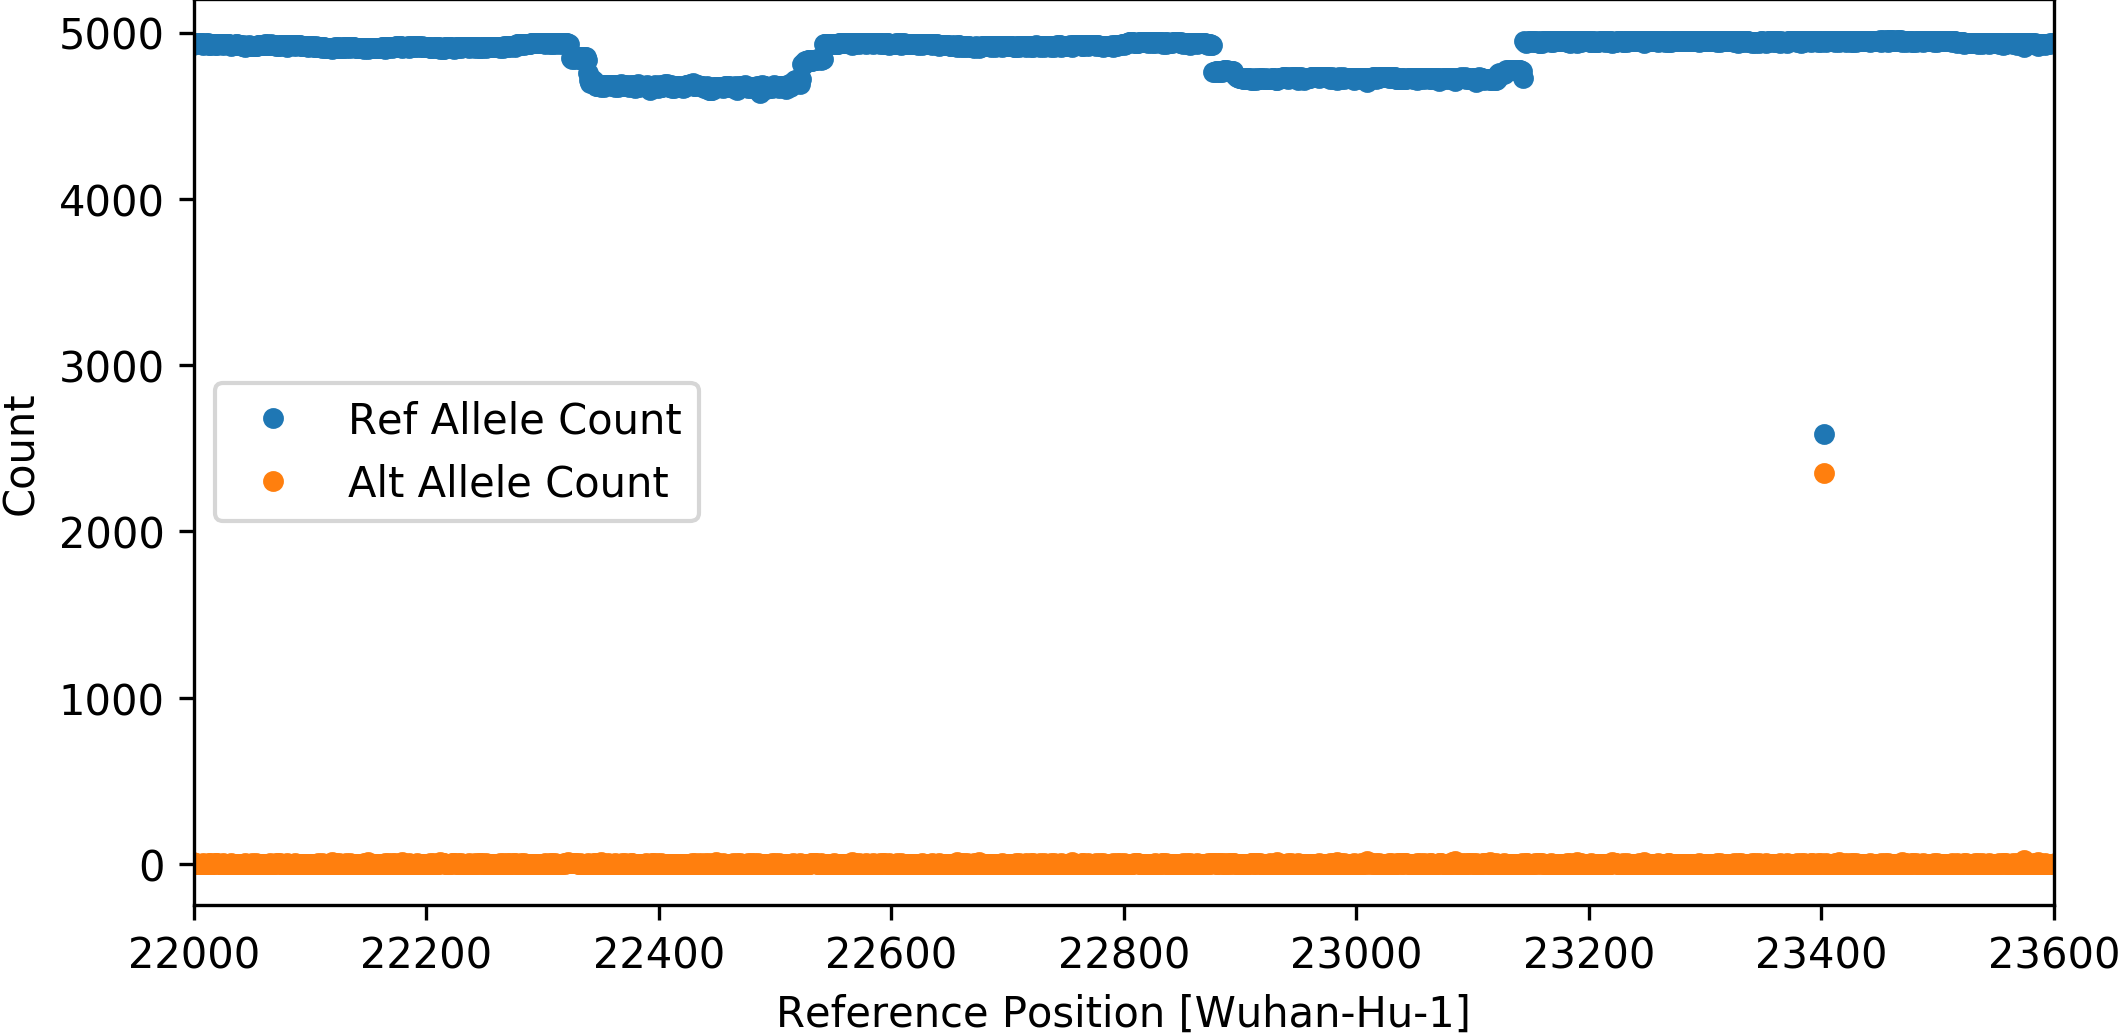 5000
4000
3000
2000
1000
0
Count
Ref Allele Count
Alt Allele Count
22000 22200 22400 22600 22800 23000 23200 23400 23600
Reference Position [Wuhan-Hu-1]